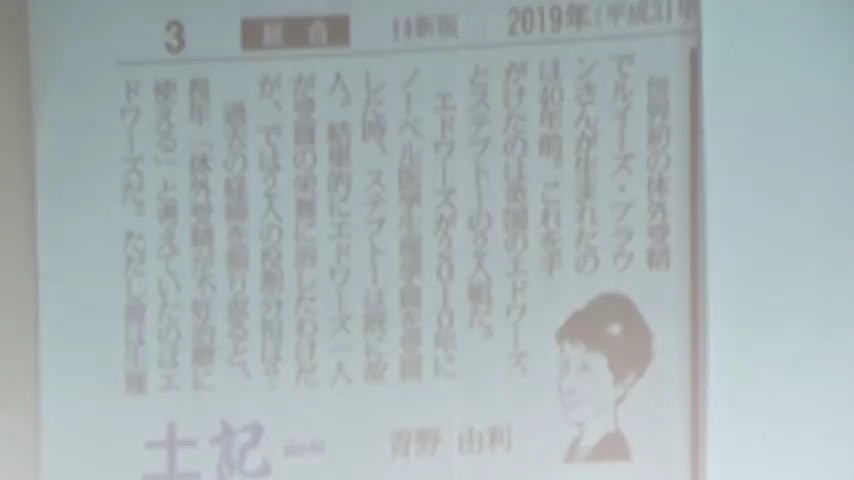 3
総合
14新版
2019年(平成31年
世界初の体外受精
でルイーズ・ブラウ
ンさんが生まれたの
は40年前。これを手
がけたのは英国のエドワーズ
とステプトーの2人組だ。
エドワーズが2010年に
ノーベル医学生理学賞を受賞
した時、ステプトーは既に故
人。結果的にエドワーズ一人
が受賞の栄誉に浴したわけだ
が、では2人の役割分担は？
過去の経緯を振り返ると、
長年「体外受精が不妊治療に
使える」と考えていたのはエ
ドワーズだ。ただし彼は
土記
青野 由利